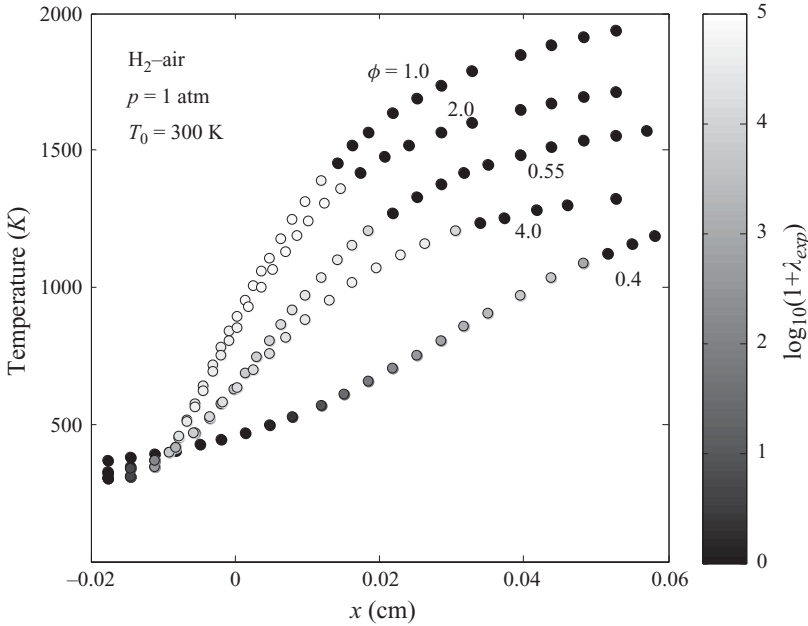 2000
1500
1000
500
Temperature (K)
H₂–air
p = 1 atm
T₀ = 300 K
ϕ = 1.0
2.0
0.55
4.0
0.4
−0.02
0
0.02
0.04
0.06
x (cm)
5
4
3
2
1
0
log₁₀(1+λₑₓₚ)